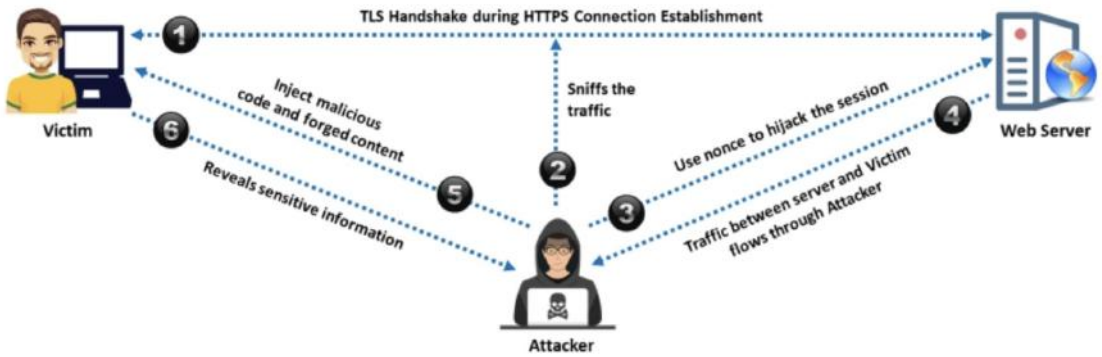 TLS Handshake during HTTPS Connection Establishment
1
Inject malicious
code and forged content
Sniffs the
traffic
Use nonce to hijack the session
4
Victim
Web Server
6
Reveals sensitive information
5
2
3
Traffic between server and Victim
flows through Attacker
Attacker